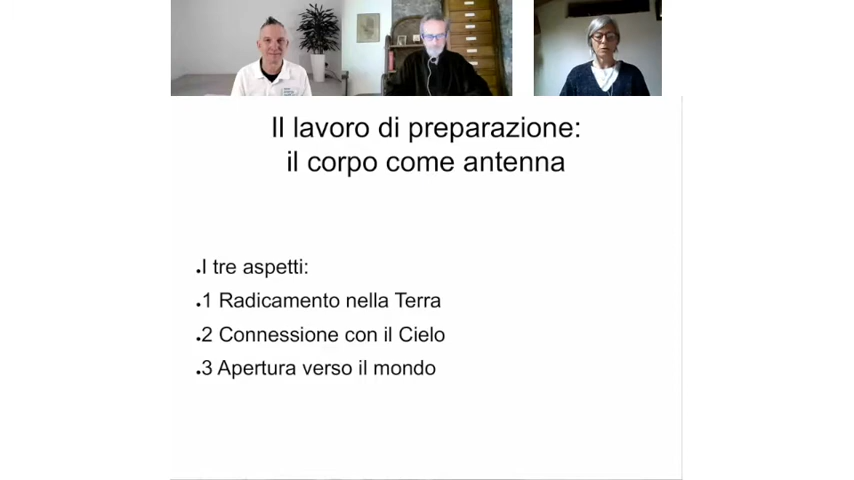 Il lavoro di preparazione:
il corpo come antenna
•I tre aspetti:
•1 Radicamento nella Terra
•2 Connessione con il Cielo
•3 Apertura verso il mondo